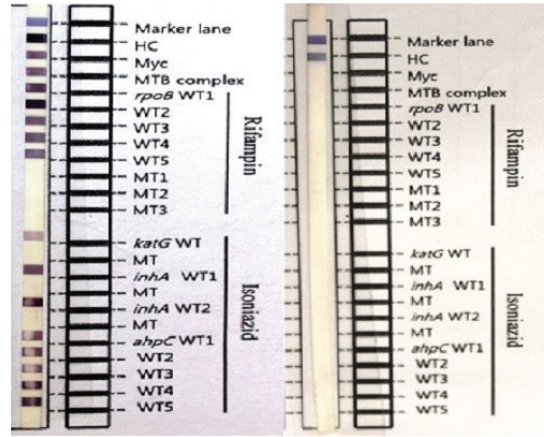 Marker lane
HC
Myc
MTB complex
rpoB WT1
WT2
WT3
WT4
WT5
MT1
MT2
MT3
Rifampin
katG WT
MT
inhA WT1
MT
inhA WT2
MT
ahpC WT1
WT2
WT3
WT4
WT5
Isoniazid
Marker lane
HC
Myc
MTB complex
rpoB WT1
WT2
WT3
WT4
WT5
MT1
MT2
MT3
Rifampin
katG WT
MT
inhA WT1
MT
inhA WT2
MT
ahpC WT1
WT2
WT3
WT4
WT5
Isoniazid